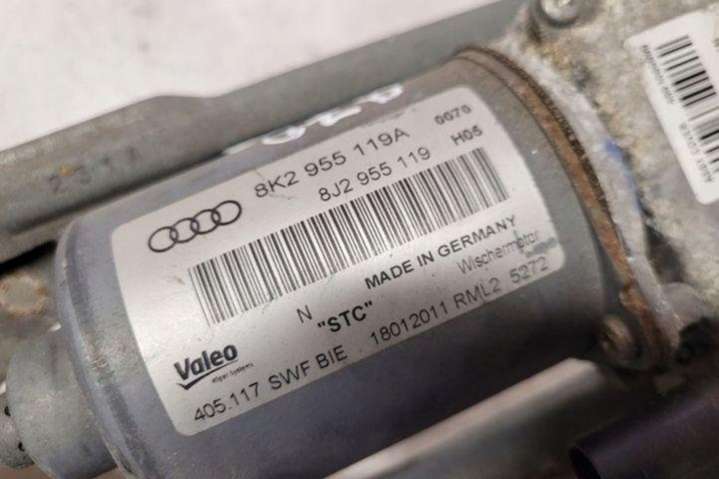 8K2 955 119A 0070
8J2 955 119 H05
MADE IN GERMANY
N Wischermotor
"STC"
Valeo
405.117 SWF BIE 18012011 RML2 5272